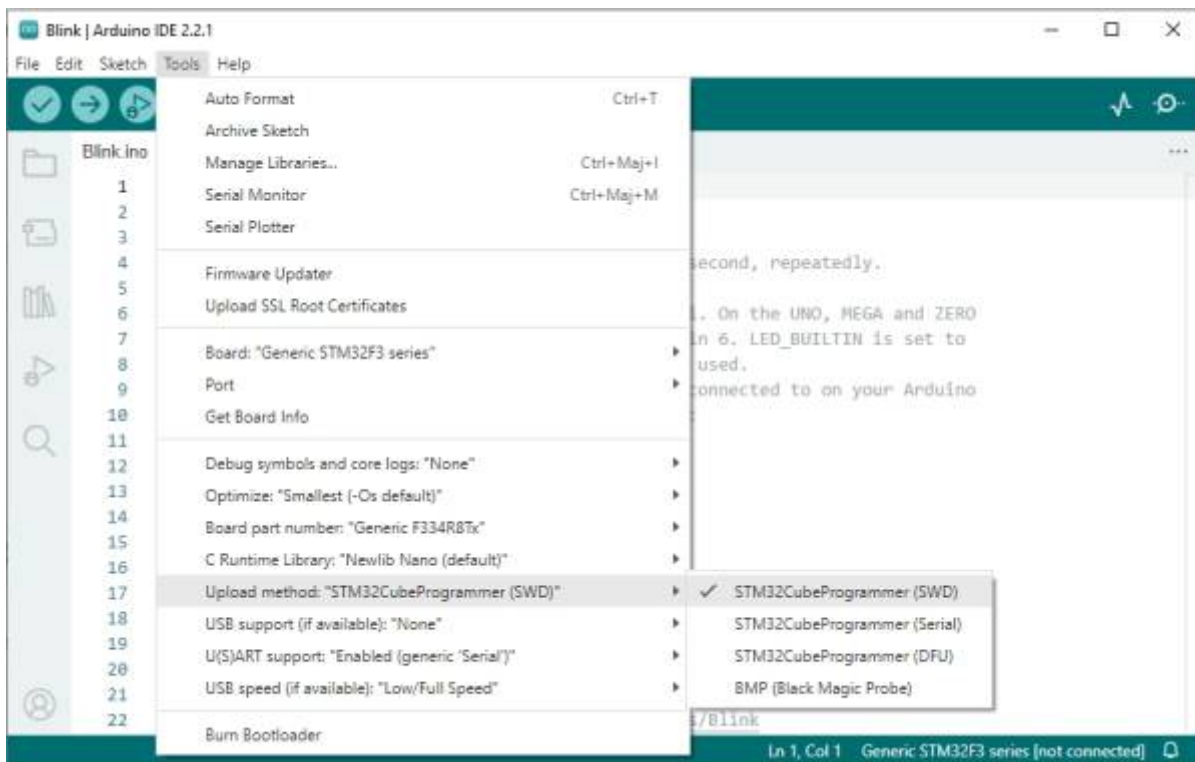 Blink | Arduino IDE 2.2.1
File Edit Sketch Tools Help
Blink.ino
Auto Format Ctrl+T
Archive Sketch
Manage Libraries... Ctrl+Maj+I
Serial Monitor Ctrl+Maj+M
Serial Plotter
Firmware Updater
Upload SSL Root Certificates
Board: "Generic STM32F3 series"
Port
Get Board Info
Debug symbols and core logs: "None"
Optimize: "Smallest (-Os default)"
Board part number: "Generic F334R8Tx"
C Runtime Library: "Newlib Nano (default)"
Upload method: "STM32CubeProgrammer (SWD)"
USB support (if available): "None"
U(S)ART support: "Enabled (generic 'Serial')"
USB speed (if available): "Low/Full Speed"
Burn Bootloader
STM32CubeProgrammer (SWD)
STM32CubeProgrammer (Serial)
STM32CubeProgrammer (DFU)
BMP (Black Magic Probe)
1
2
3
4
5
6
7
8
9
10
11
12
13
14
15
16
17
18
19
20
21
22
second, repeatedly.
. On the UNO, MEGA and ZERO
in 6. LED_BUILTIN is set to
used.
connected to on your Arduino
s/Blink
Ln 1, Col 1 Generic STM32F3 series [not connected]